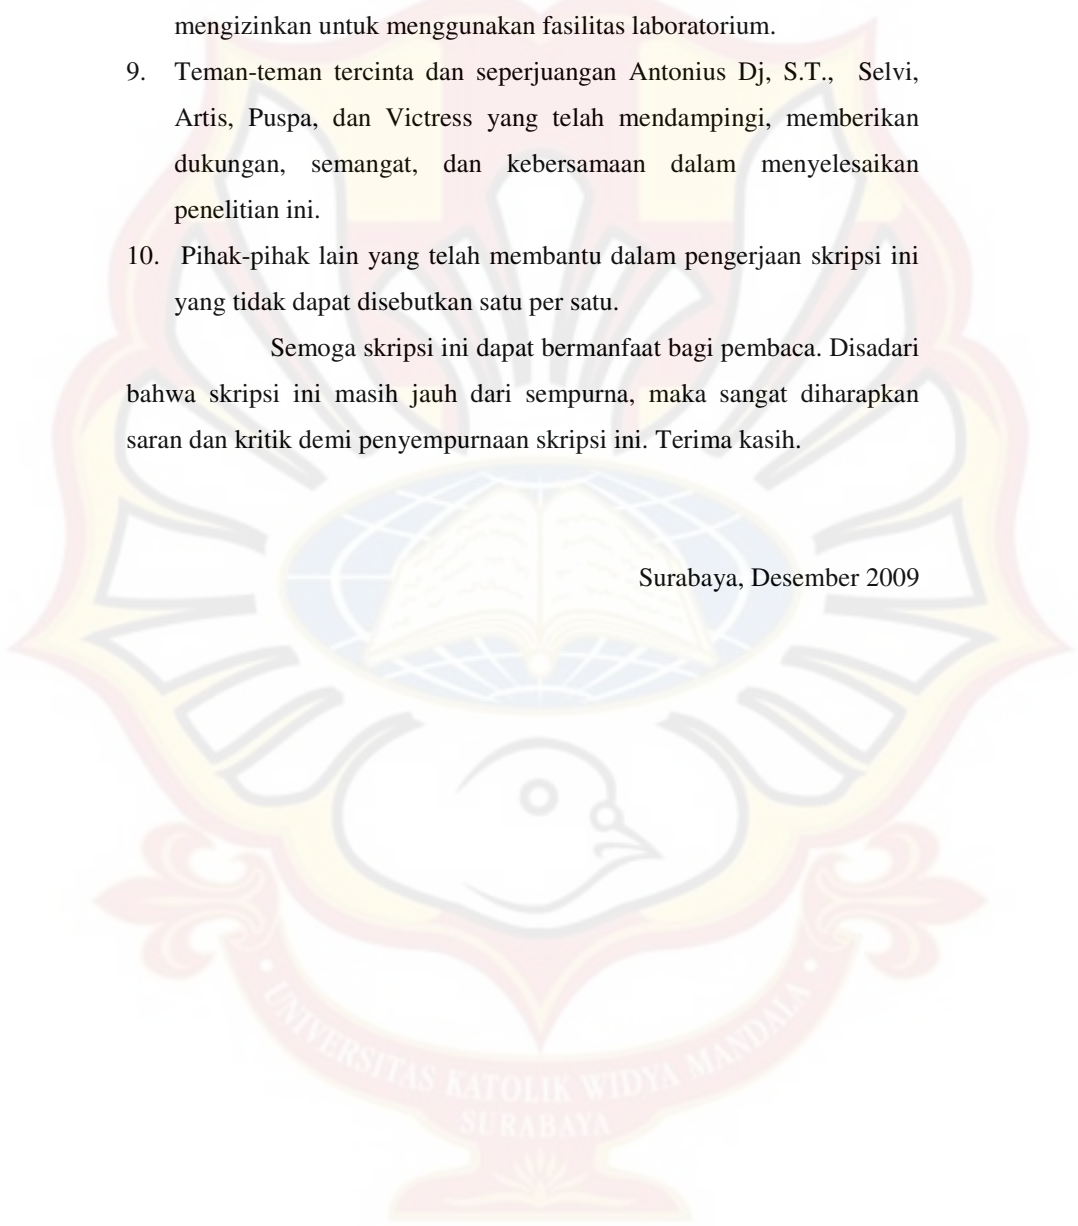 mengizinkan untuk menggunakan fasilitas laboratorium.
9. Teman-teman tercinta dan seperjuangan Antonius Dj, S.T., Selvi,
Artis, Puspa, dan Victress yang telah mendampingi, memberikan
dukungan, semangat, dan kebersamaan dalam menyelesaikan
penelitian ini.
10. Pihak-pihak lain yang telah membantu dalam pengerjaan skripsi ini
yang tidak dapat disebutkan satu per satu.
Semoga skripsi ini dapat bermanfaat bagi pembaca. Disadari
bahwa skripsi ini masih jauh dari sempurna, maka sangat diharapkan
saran dan kritik demi penyempurnaan skripsi ini. Terima kasih.
Surabaya, Desember 2009
UNIVERSITAS KATOLIK WIDYA MANDALA
SURABAYA